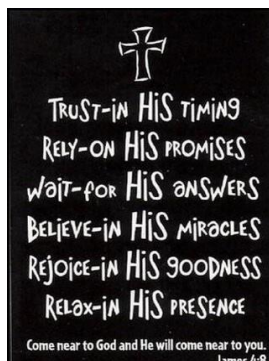 TRUST-iN HiS TiMiNg
RELY-ON HiS PROMiSES
waiT-foR HiS aNSwERS
BELiEVE-iN HiS MiRaCLES
REjOiCE-iN HiS gOODNESS
RELax-iN HiS PRESENCE
Come near to God and He will come near to you.
James 4:8